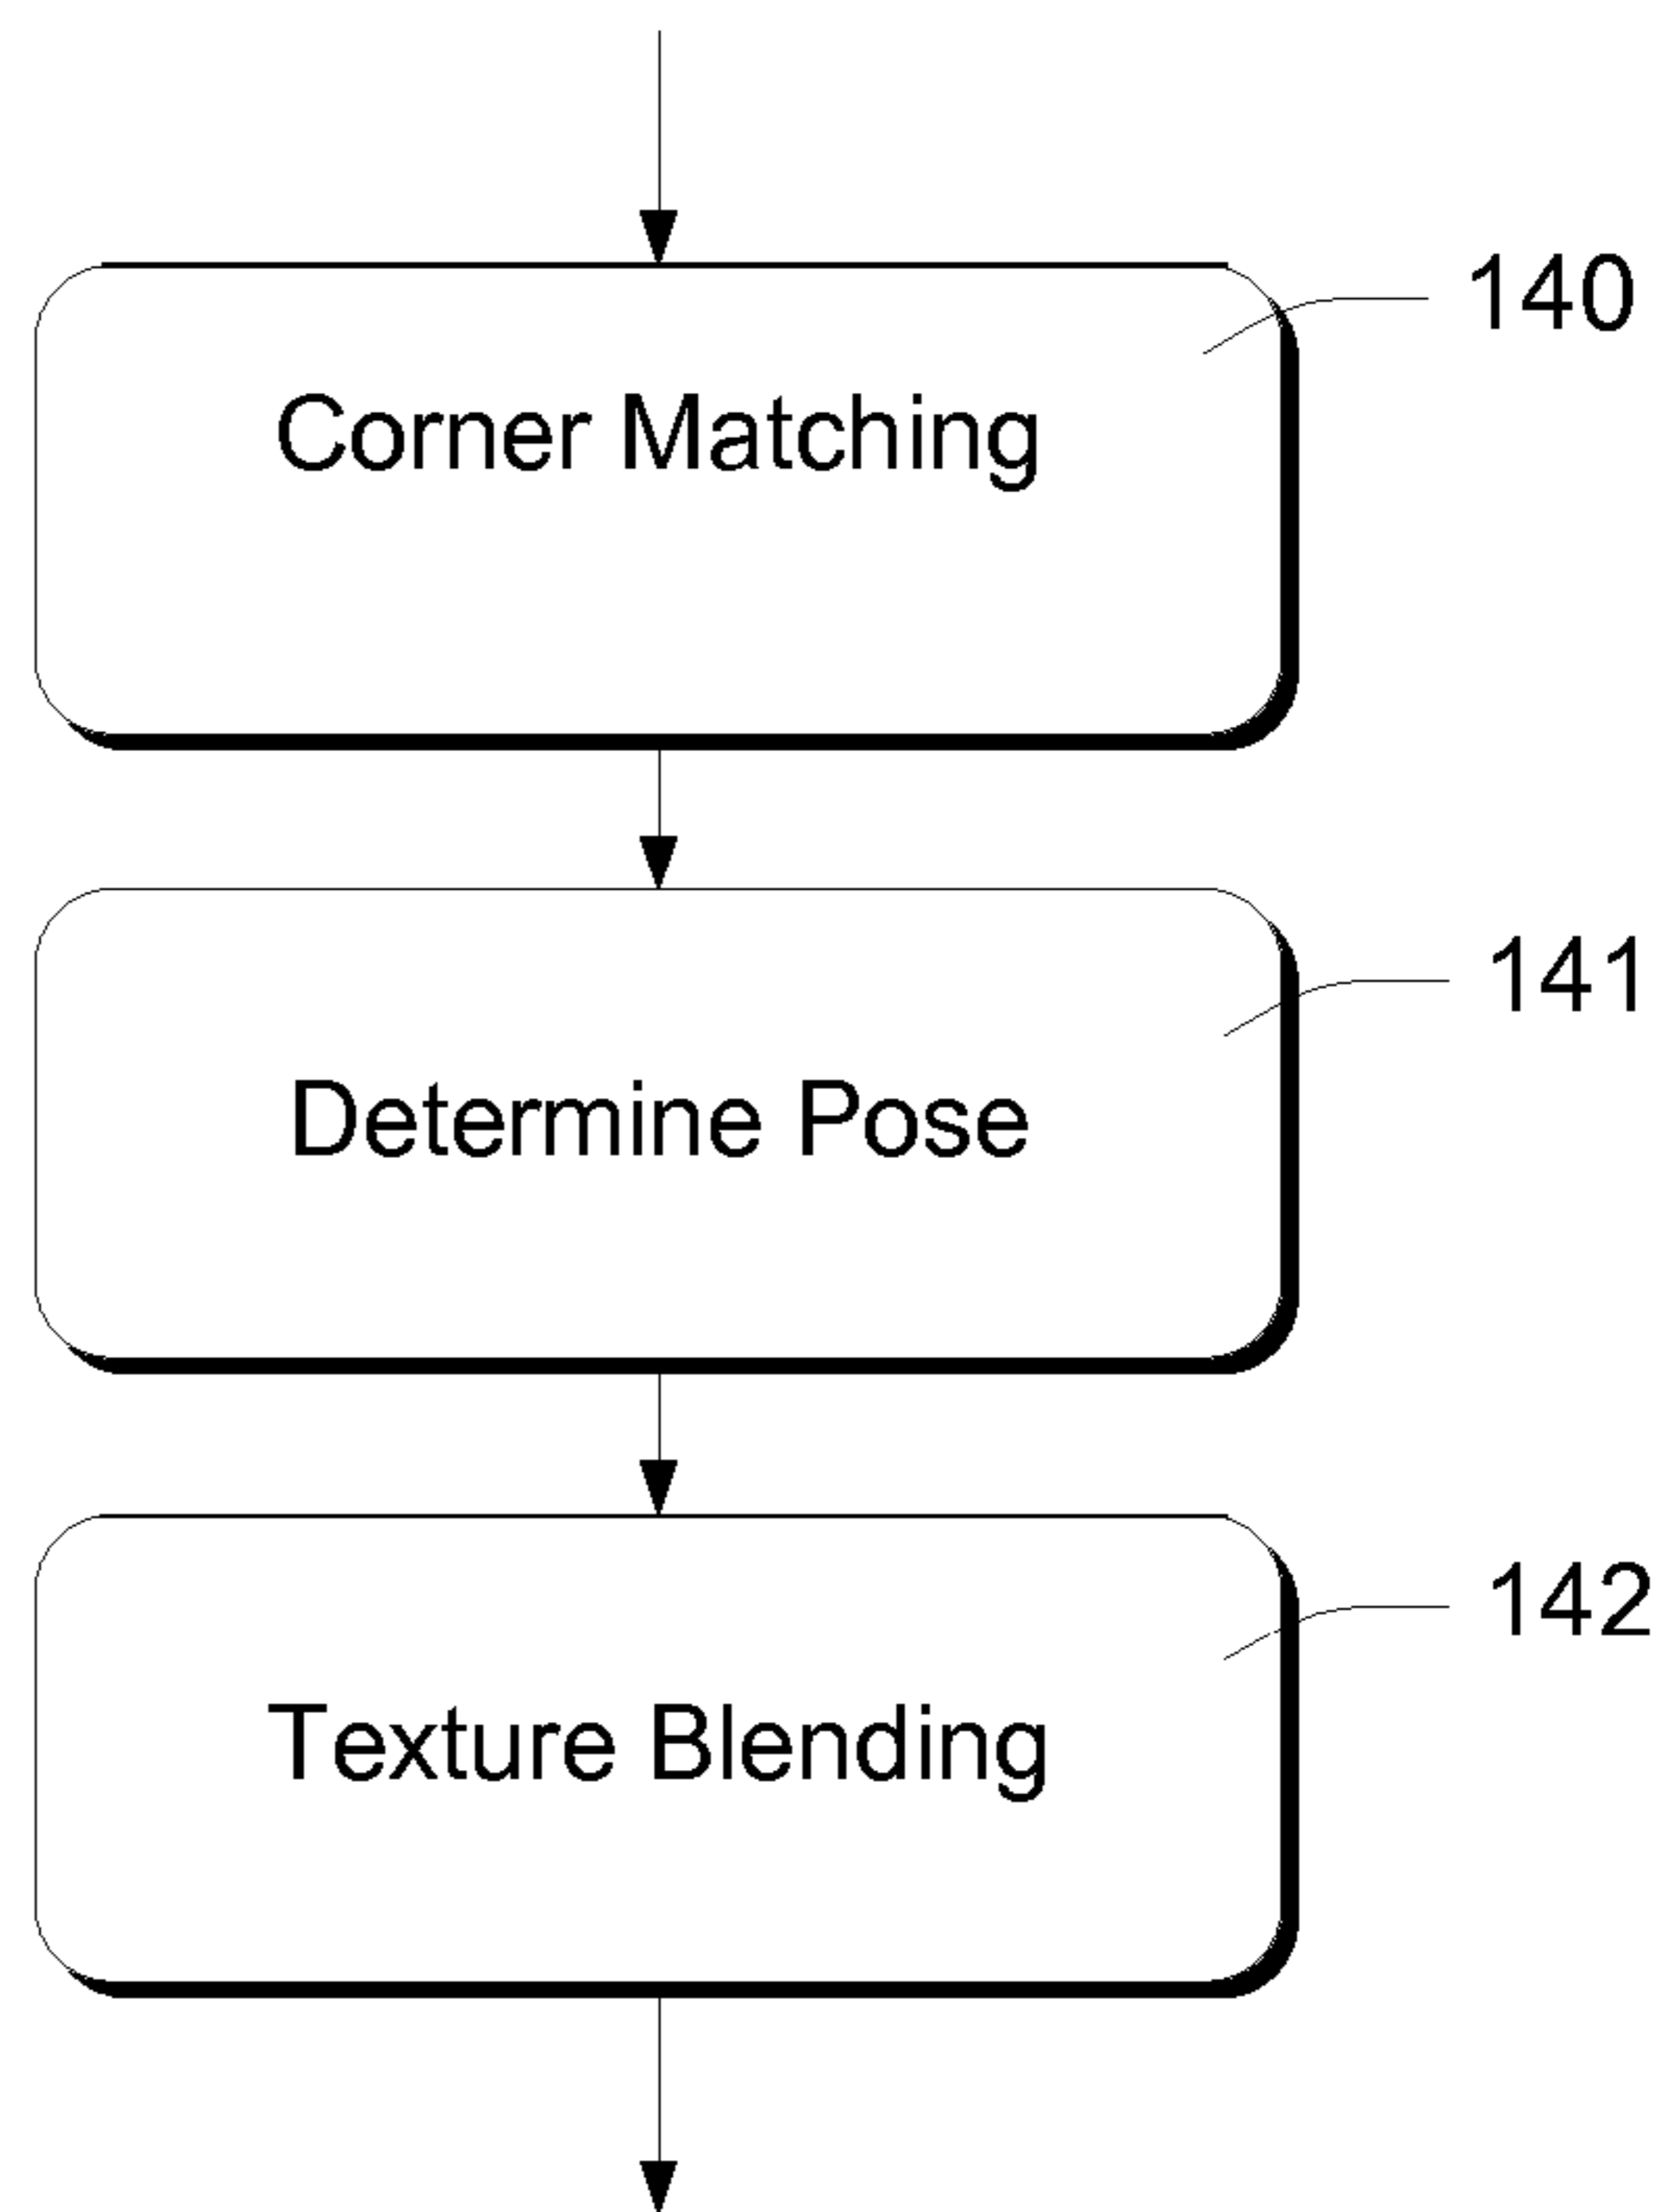 140
Corner Matching
141
Determine Pose
142
Texture Blending